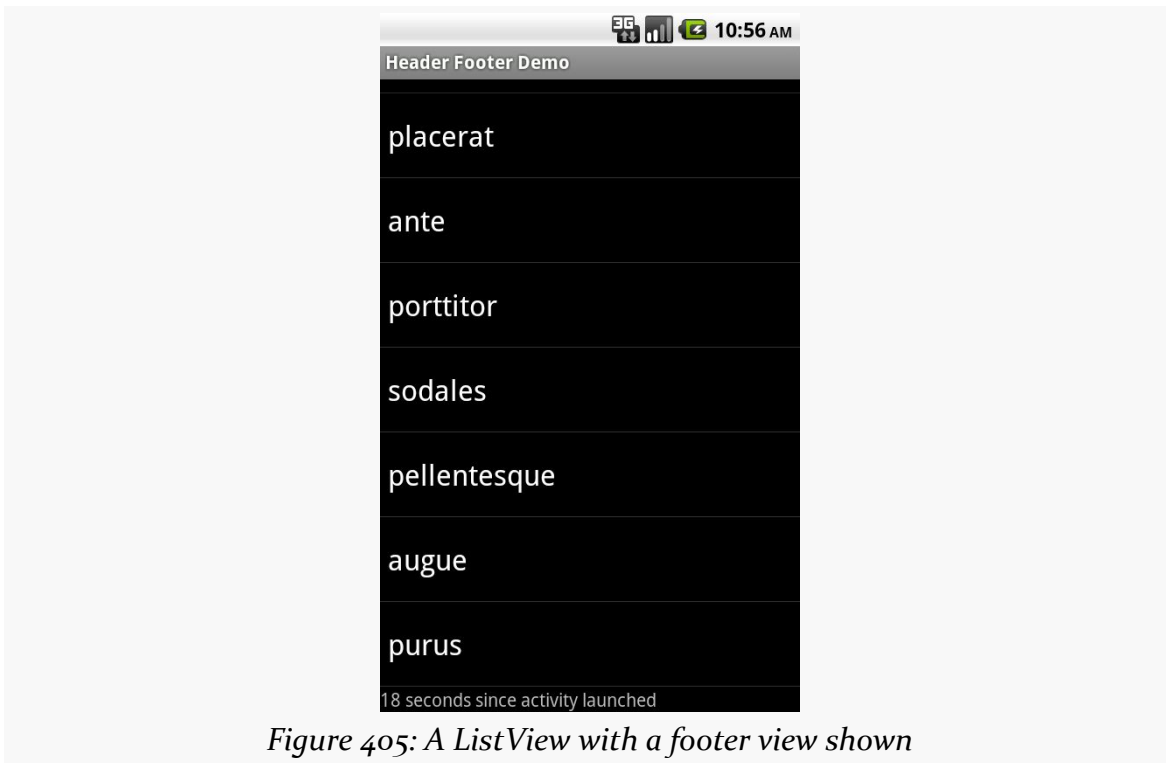 3G 10:56 AM
Header Footer Demo
placerat
ante
porttitor
sodales
pellentesque
augue
purus
18 seconds since activity launched
Figure 405: A ListView with a footer view shown